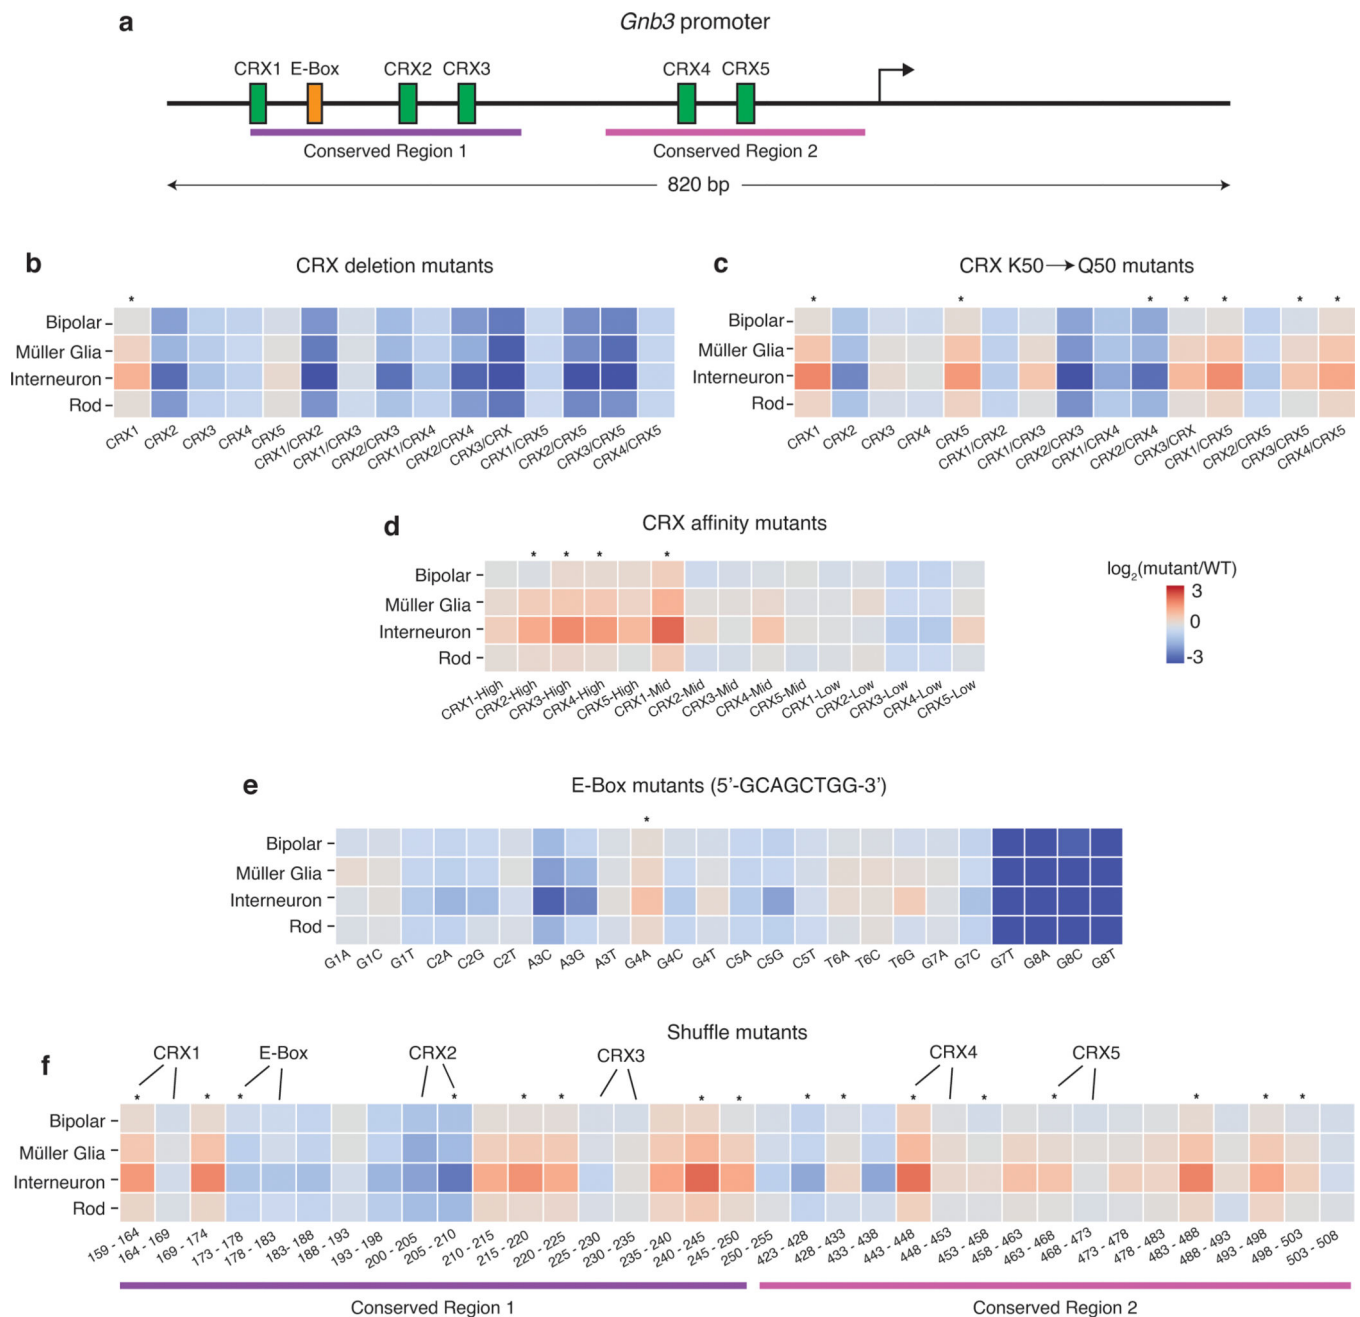 a
Gnb3 promoter
CRX1 E-Box CRX2 CRX3 CRX4 CRX5
Conserved Region 1 Conserved Region 2
820 bp
b
CRX deletion mutants
*
Bipolar
Müller Glia
Interneuron
Rod
CRX1 CRX2 CRX3 CRX4 CRX5 CRX1/CRX2 CRX1/CRX3 CRX2/CRX3 CRX1/CRX4 CRX2/CRX4 CRX3/CRX CRX1/CRX5 CRX2/CRX5 CRX3/CRX5 CRX4/CRX5
c
CRX K50 → Q50 mutants
* * * * * * *
Bipolar
Müller Glia
Interneuron
Rod
CRX1 CRX2 CRX3 CRX4 CRX5 CRX1/CRX2 CRX1/CRX3 CRX2/CRX3 CRX1/CRX4 CRX2/CRX4 CRX3/CRX CRX1/CRX5 CRX2/CRX5 CRX3/CRX5 CRX4/CRX5
d
CRX affinity mutants
* * * *
Bipolar
Müller Glia
Interneuron
Rod
CRX1-High CRX2-High CRX3-High CRX4-High CRX5-High CRX1-Mid CRX2-Mid CRX3-Mid CRX4-Mid CRX5-Mid CRX1-Low CRX2-Low CRX3-Low CRX4-Low CRX5-Low
log2(mutant/WT)
3
0
-3
e
E-Box mutants (5’-GCAGCTGG-3’)
*
Bipolar
Müller Glia
Interneuron
Rod
G1A G1C G1T C2A C2G C2T A3C A3G A3T G4A G4C G4T C5A C5G C5T T6A T6C T6G G7A G7C G7T G8A G8C G8T
f
Shuffle mutants
CRX1 E-Box CRX2 CRX3 CRX4 CRX5
* * * * * * * * * * * * * * * *
Bipolar
Müller Glia
Interneuron
Rod
159 - 164 164 - 169 169 - 174 173 - 178 178 - 183 183- 188 188 - 193 193 - 198 200 - 205 205 - 210 210 - 215 215 - 220 220 - 225 225 - 230 230 - 235 235 - 240 240 - 245 245 - 250 250 - 255 423 - 428 428 - 433 433 - 438 443 - 448 448 - 453 453 - 458 458 - 463 463 - 468 468 - 473 473 - 478 478 - 483 483 - 488 488 - 493 493 - 498 498 - 503 503 - 508
Conserved Region 1 Conserved Region 2